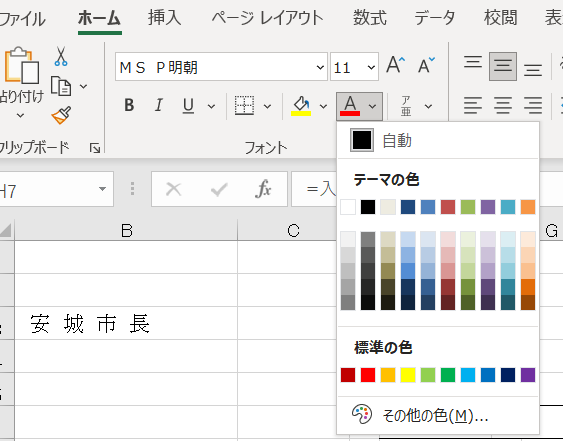 ファイル ホーム 挿入 ページ レイアウト 数式 データ 校閲 表
ＭＳ Ｐ明朝 11 A A
貼り付け B I U A ア亜
クリップボード フォント
自動
テーマの色
H7 fx =入
B C G
安 城 市 長
標準の色
その他の色(M)...